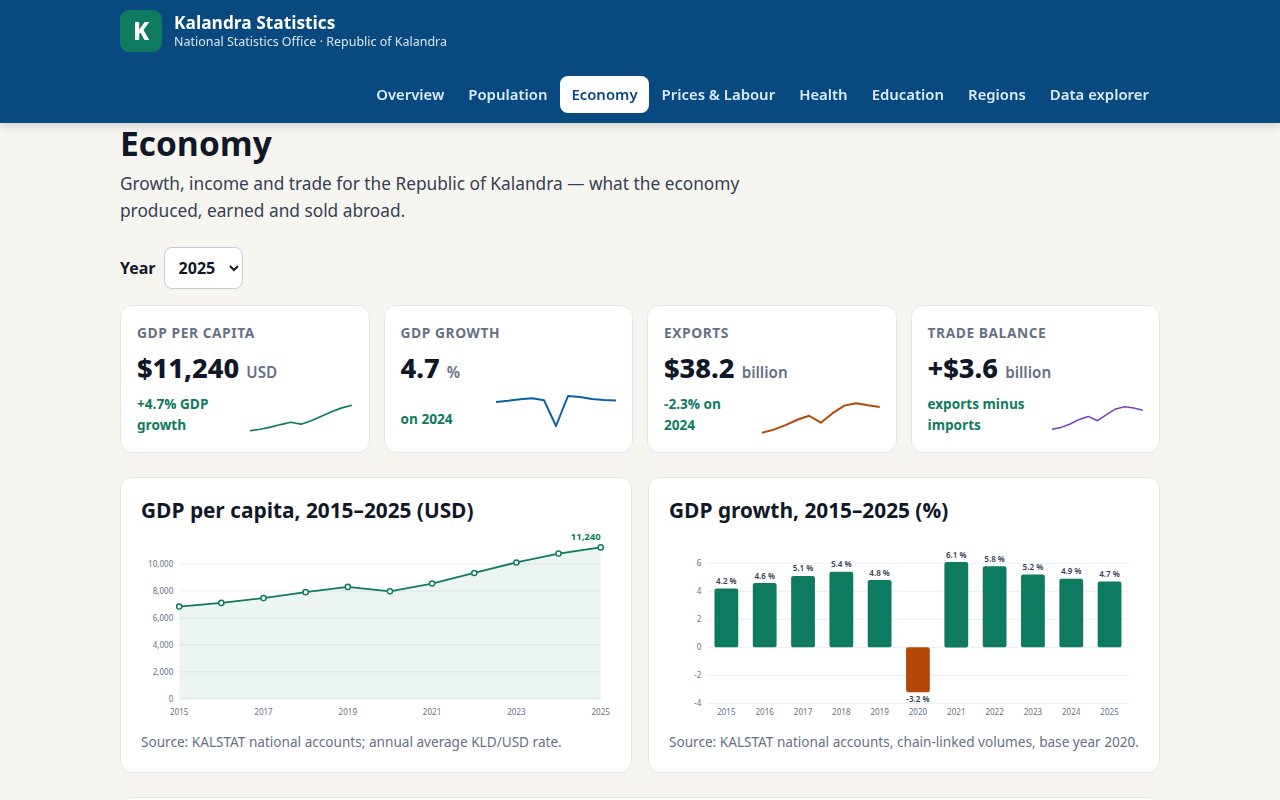 K
Kalandra Statistics
National Statistics Office · Republic of Kalandra
Overview Population Economy Prices & Labour Health Education Regions Data explorer
Economy
Growth, income and trade for the Republic of Kalandra — what the economy
produced, earned and sold abroad.
Year 2025
GDP PER CAPITA
$11,240 USD
+4.7% GDP
growth
GDP GROWTH
4.7 %
on 2024
EXPORTS
$38.2 billion
-2.3% on
2024
TRADE BALANCE
+$3.6 billion
exports minus
imports
GDP per capita, 2015–2025 (USD)
11,240
10,000
8,000
6,000
4,000
2,000
0
2015 2017 2019 2021 2023 2025
Source: KALSTAT national accounts; annual average KLD/USD rate.
GDP growth, 2015–2025 (%)
6
4
2
0
-2
-4
4.2 % 4.6 % 5.1 % 5.4 % 4.8 % -3.2 % 6.1 % 5.8 % 5.2 % 4.9 % 4.7 %
2015 2016 2017 2018 2019 2020 2021 2022 2023 2024 2025
Source: KALSTAT national accounts, chain-linked volumes, base year 2020.